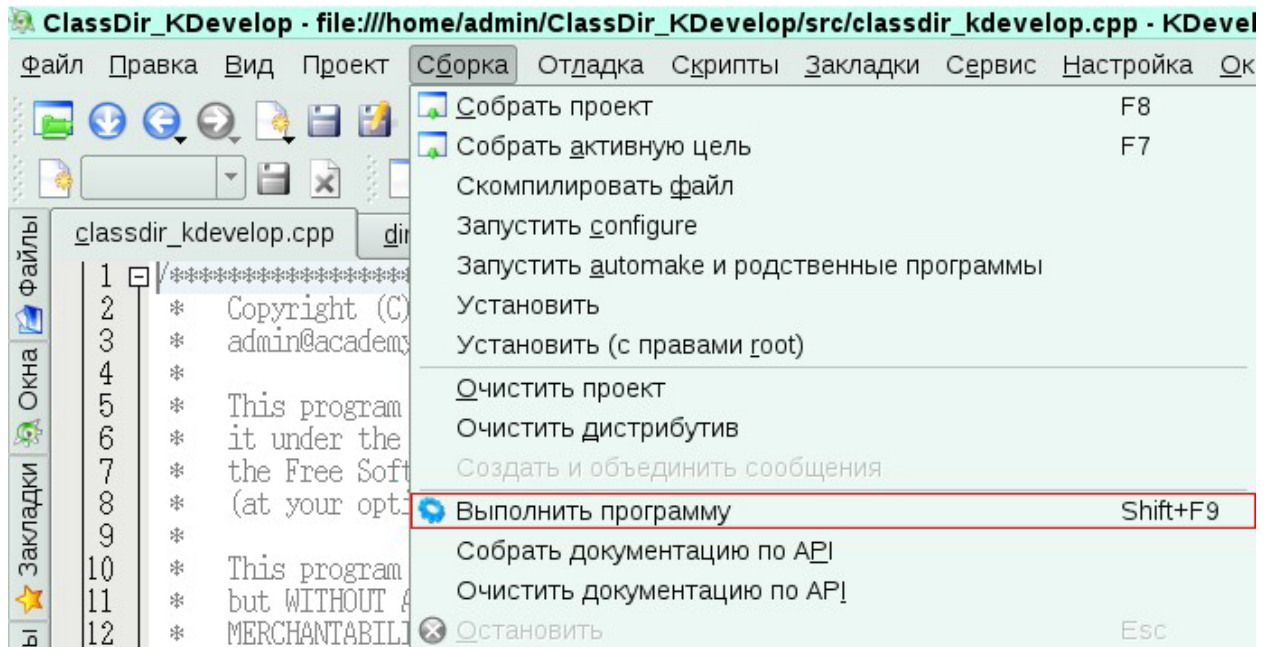 ClassDir_KDevelop - file:///home/admin/ClassDir_KDevelop/src/classdir_kdevelop.cpp - KDevel
Файл Правка Вид Проект Сборка Отладка Скрипты Закладки Сервис Настройка Ок
Собрать проект F8
Собрать активную цель F7
Скомпилировать файл
Запустить configure
Запустить automake и родственные программы
Установить
Установить (с правами root)
Очистить проект
Очистить дистрибутив
Создать и объединить сообщения
Выполнить программу Shift+F9
Собрать документацию по API
Очистить документацию по API
Остановить Esc
Файлы
Окна
Закладки
classdir_kdevelop.cpp dir
1 /******************
2 * Copyright (C)
3 * admin@academy
4 *
5 * This program
6 * it under the
7 * the Free Soft
8 * (at your opti
9 *
10 * This program
11 * but WITHOUT A
12 * MERCHANTABILI